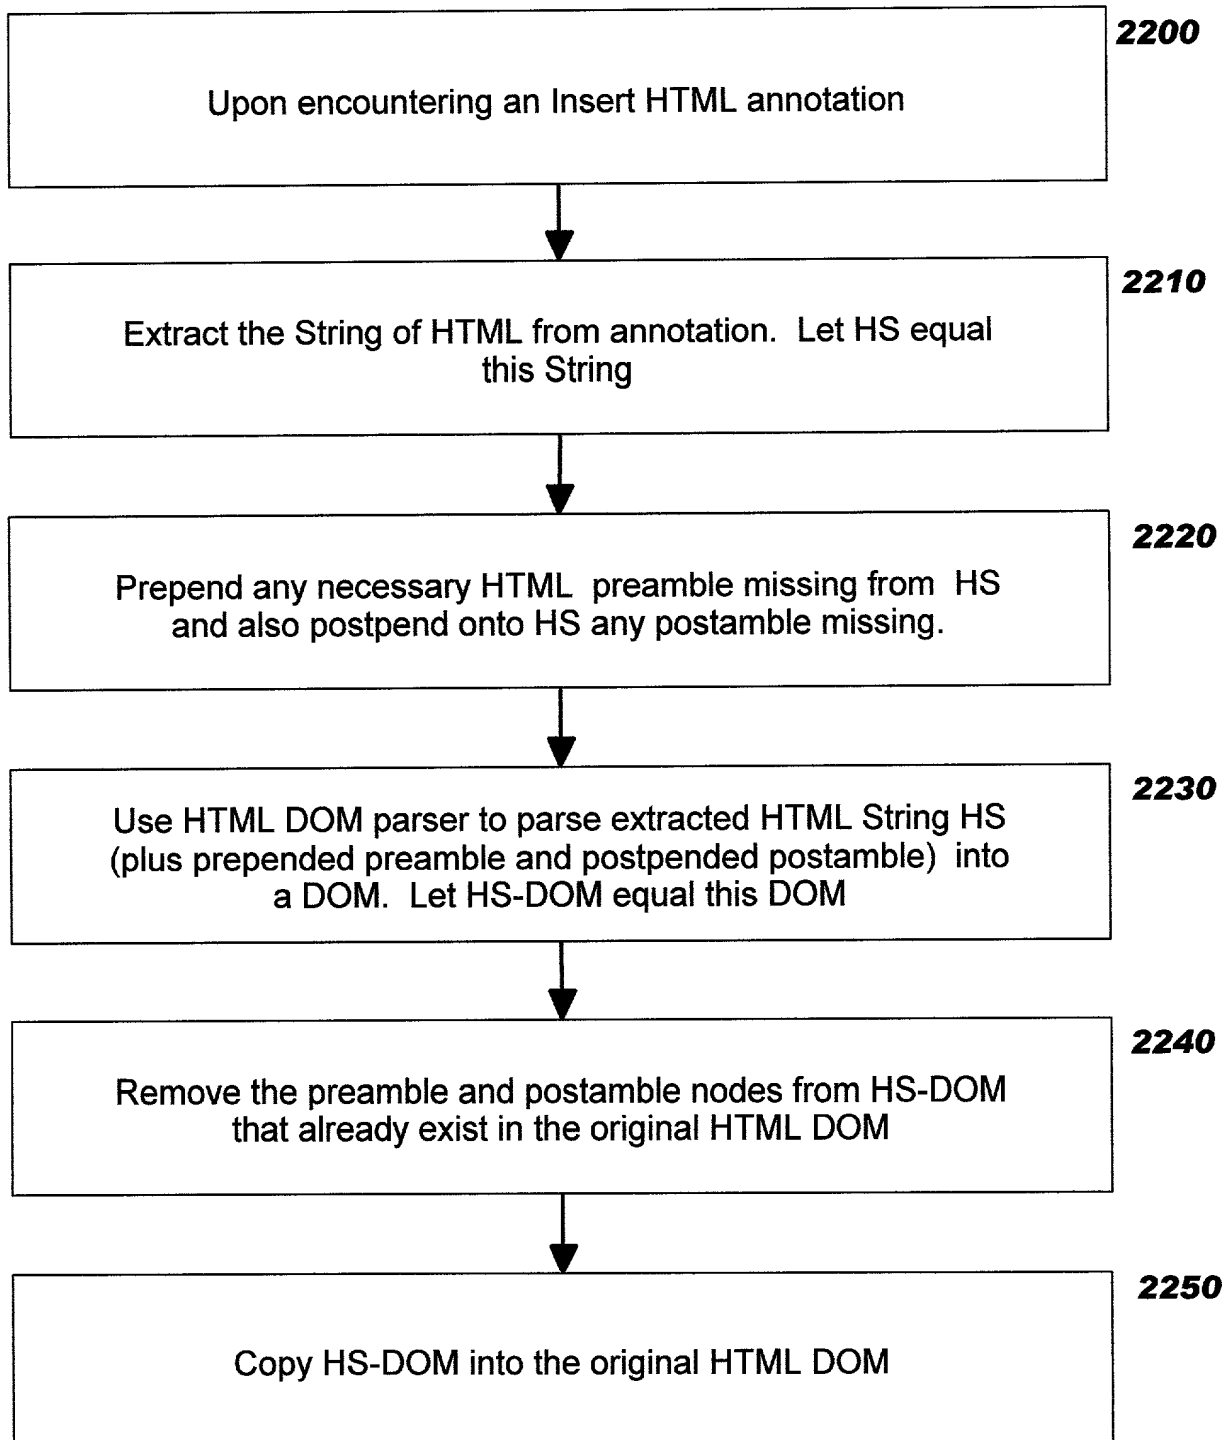 2200
Upon encountering an Insert HTML annotation
2210
Extract the String of HTML from annotation. Let HS equal
this String
2220
Prepend any necessary HTML preamble missing from HS
and also postpend onto HS any postamble missing.
2230
Use HTML DOM parser to parse extracted HTML String HS
(plus prepended preamble and postpended postamble) into
a DOM. Let HS-DOM equal this DOM
2240
Remove the preamble and postamble nodes from HS-DOM
that already exist in the original HTML DOM
2250
Copy HS-DOM into the original HTML DOM